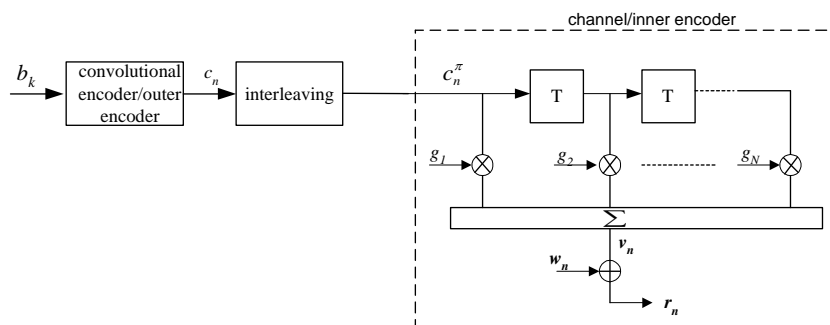 channel/inner encoder
b_k
convolutional
encoder/outer
encoder
c_n
interleaving
c_n^π
T
T
g_1
g_2
g_N
Σ
v_n
w_n
r_n